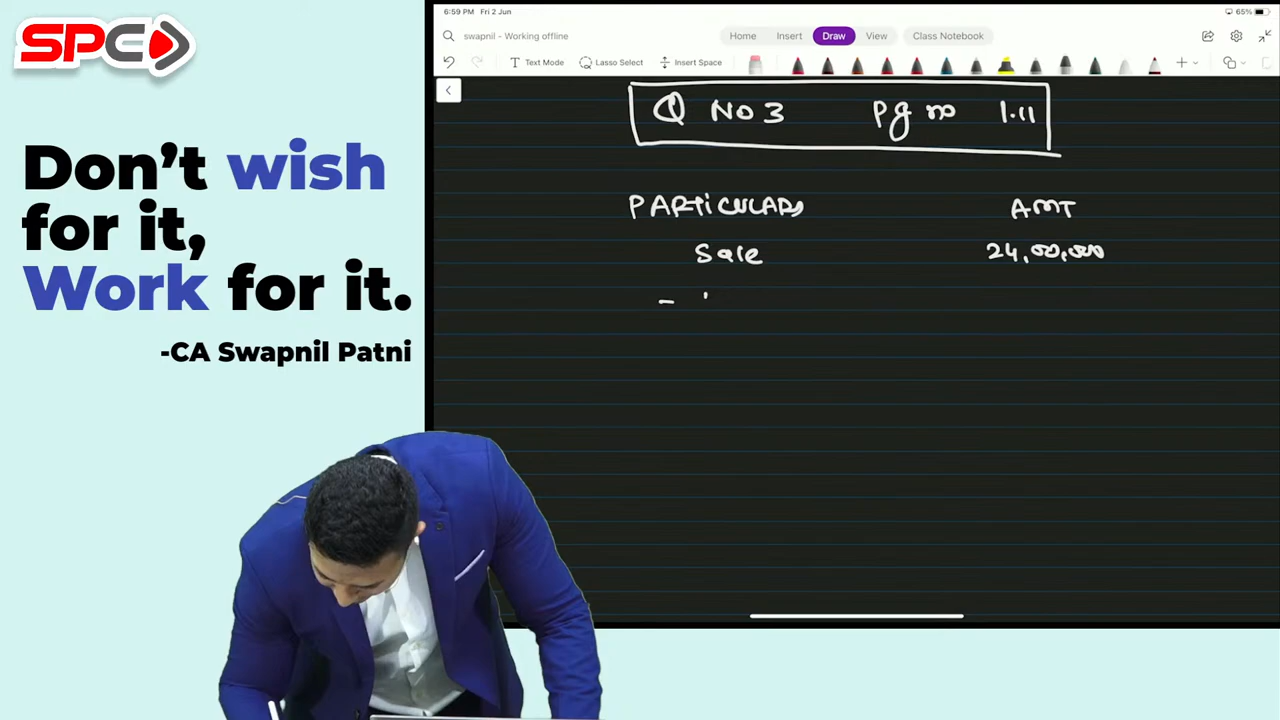 SPC
Don't wish
for it,
Work for it.
-CA Swapnil Patni
6:59 PM Fri 2 Jun
65%
swapnil - Working offline
Home Insert Draw View Class Notebook
Text Mode Lasso Select Insert Space
Q No 3 Pg no 1.11
PARTiCULARs AMT
Sale 24,00,000
-